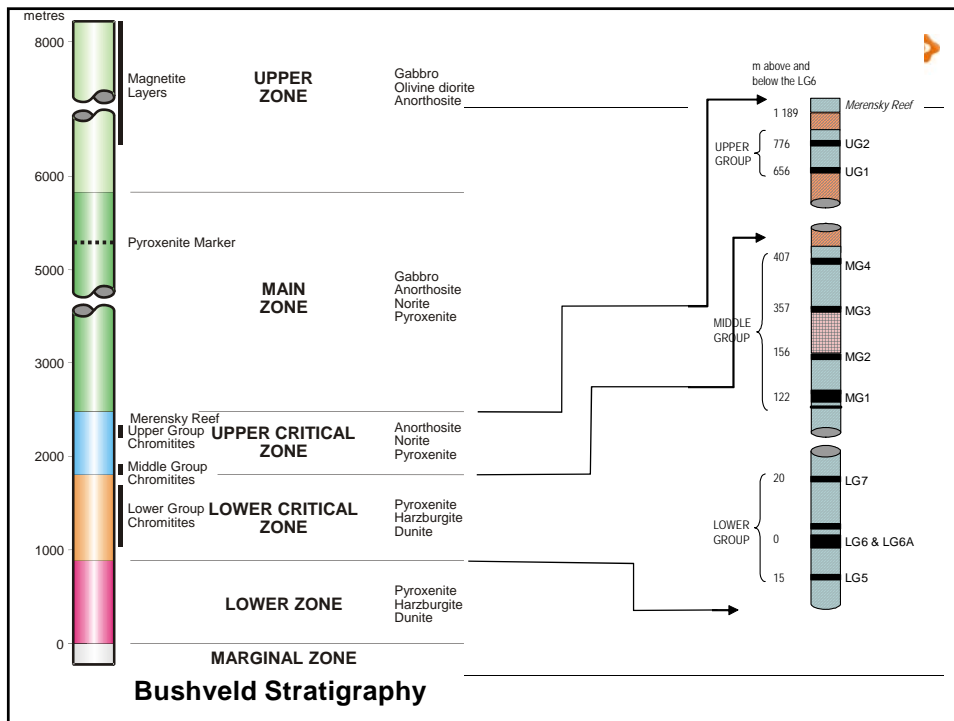 metres
8000
6000
5000
3000
2000
1000
0
Magnetite
Layers
Pyroxenite Marker
Merensky Reef
Upper Group
Chromitites
Middle Group
Chromitites
Lower Group
Chromitites
UPPER
ZONE
Gabbro
Olivine diorite
Anorthosite
MAIN
ZONE
Gabbro
Anorthosite
Norite
Pyroxenite
UPPER CRITICAL
ZONE
Anorthosite
Norite
Pyroxenite
LOWER CRITICAL
ZONE
Pyroxenite
Harzburgite
Dunite
LOWER ZONE
Pyroxenite
Harzburgite
Dunite
MARGINAL ZONE
Bushveld Stratigraphy
m above and
below the LG6
1 189
Merensky Reef
UPPER
GROUP
776
UG2
656
UG1
MIDDLE
GROUP
407
MG4
357
MG3
156
MG2
122
MG1
LOWER
GROUP
20
LG7
0
LG6 & LG6A
15
LG5